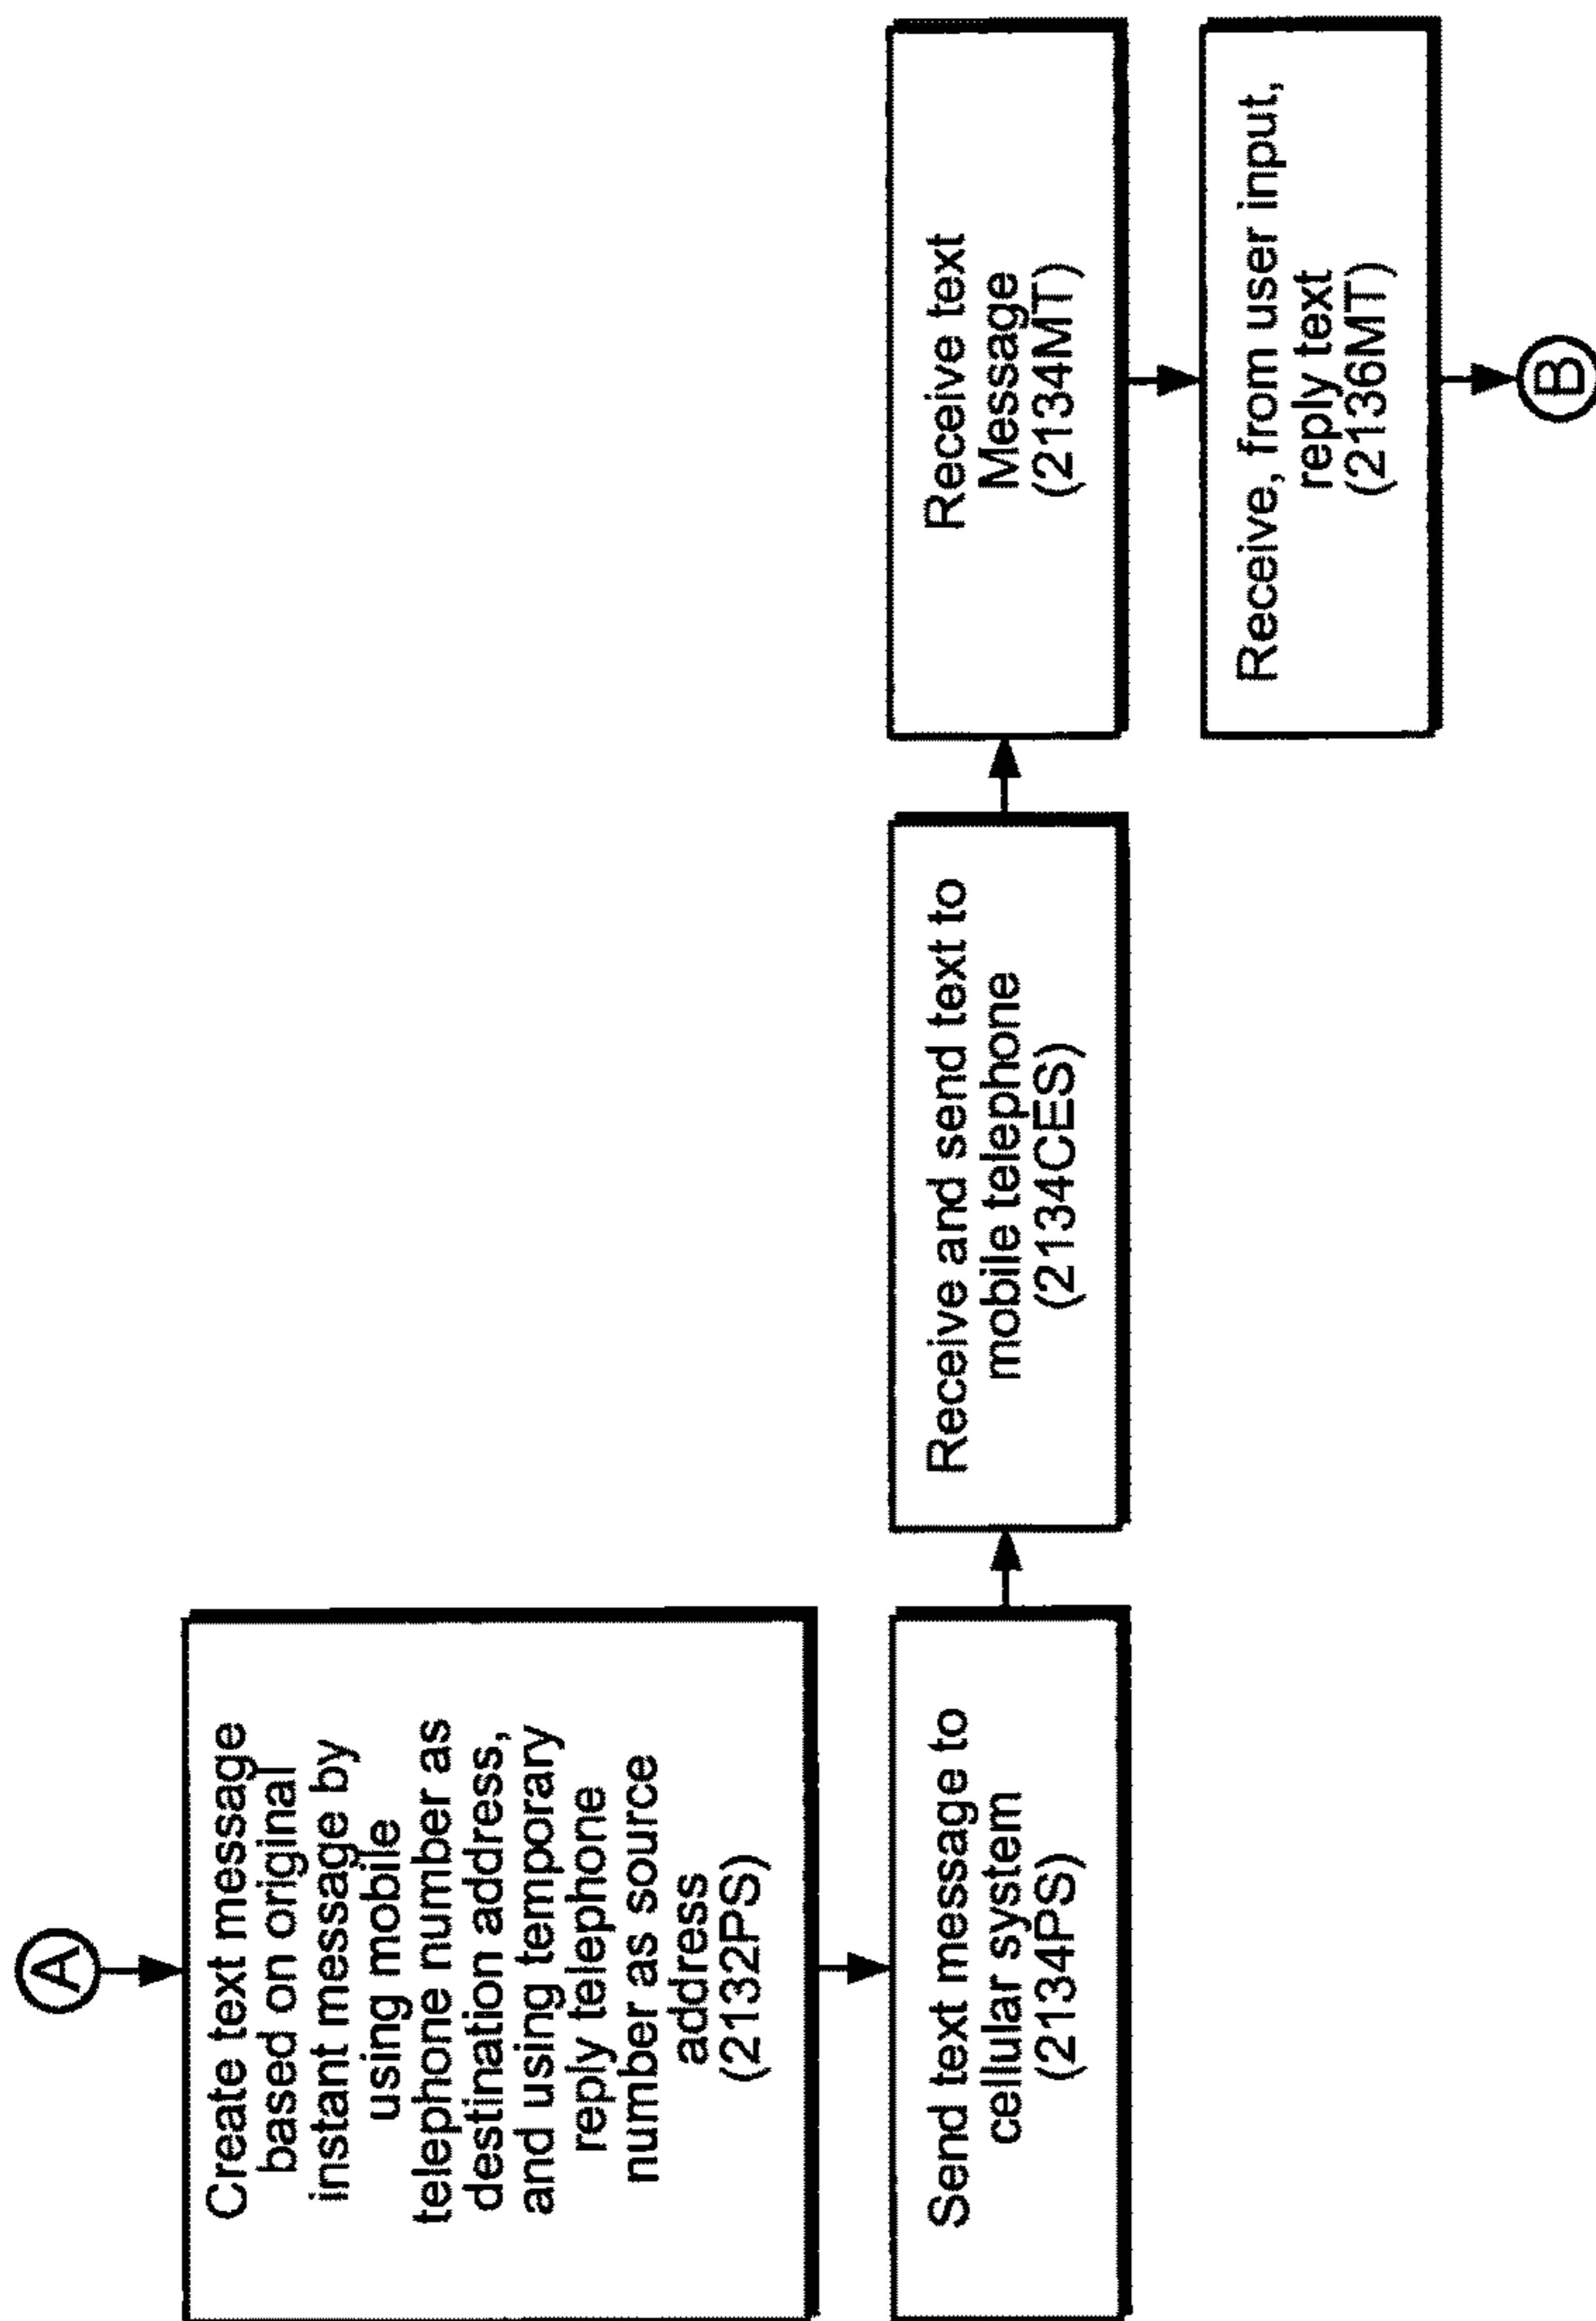 A
Create text message
based on original
instant message by
using mobile
telephone number as
destination address,
and using temporary
reply telephone
number as source
address
(2132PS)
Send text message to
cellular system
(2134PS)
Receive and send text to
mobile telephone
(2134CES)
Receive text
Message
(2134MT)
Receive, from user input,
reply text
(2136MT)
B